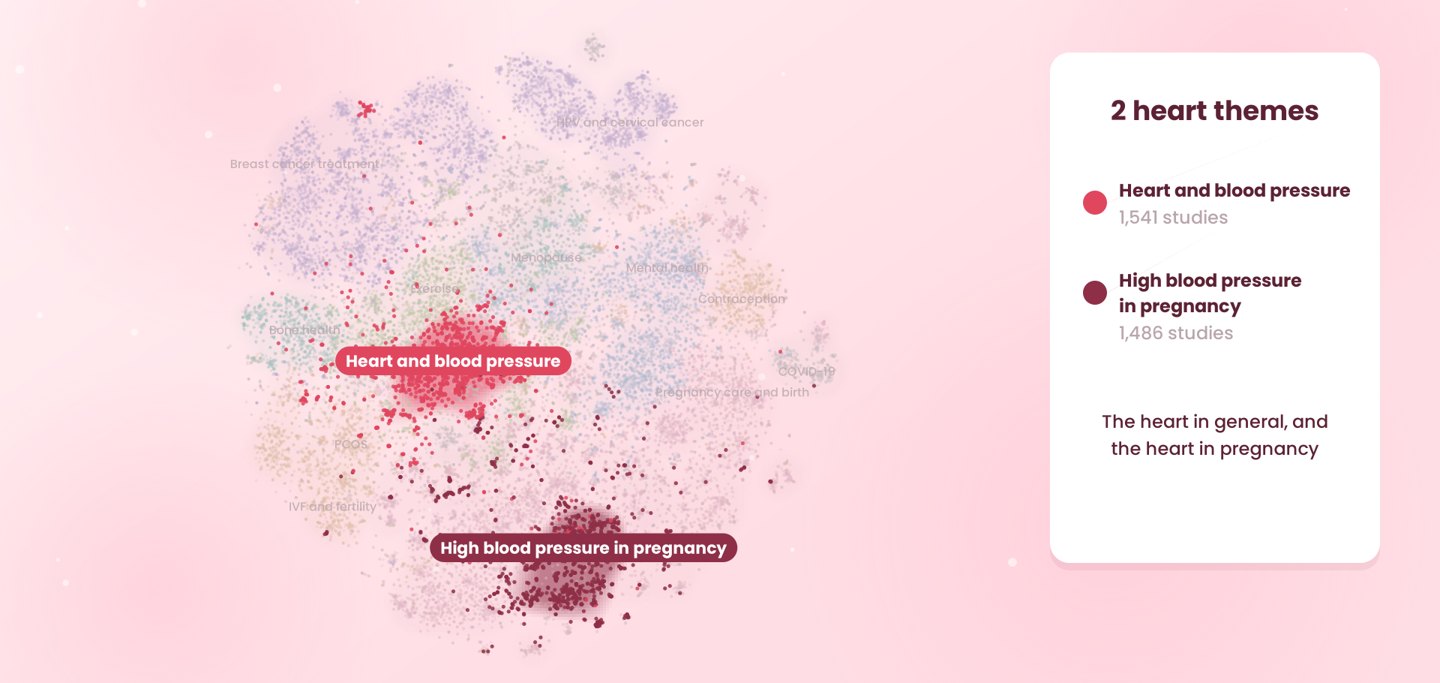 HPV and cervical cancer
Breast cancer treatment
Menopause
Mental health
Exercise
Contraception
Bone health
Heart and blood pressure
COVID-19
Pregnancy care and birth
PCOS
IVF and fertility
High blood pressure in pregnancy
2 heart themes
Heart and blood pressure
1,541 studies
High blood pressure
in pregnancy
1,486 studies
The heart in general, and
the heart in pregnancy